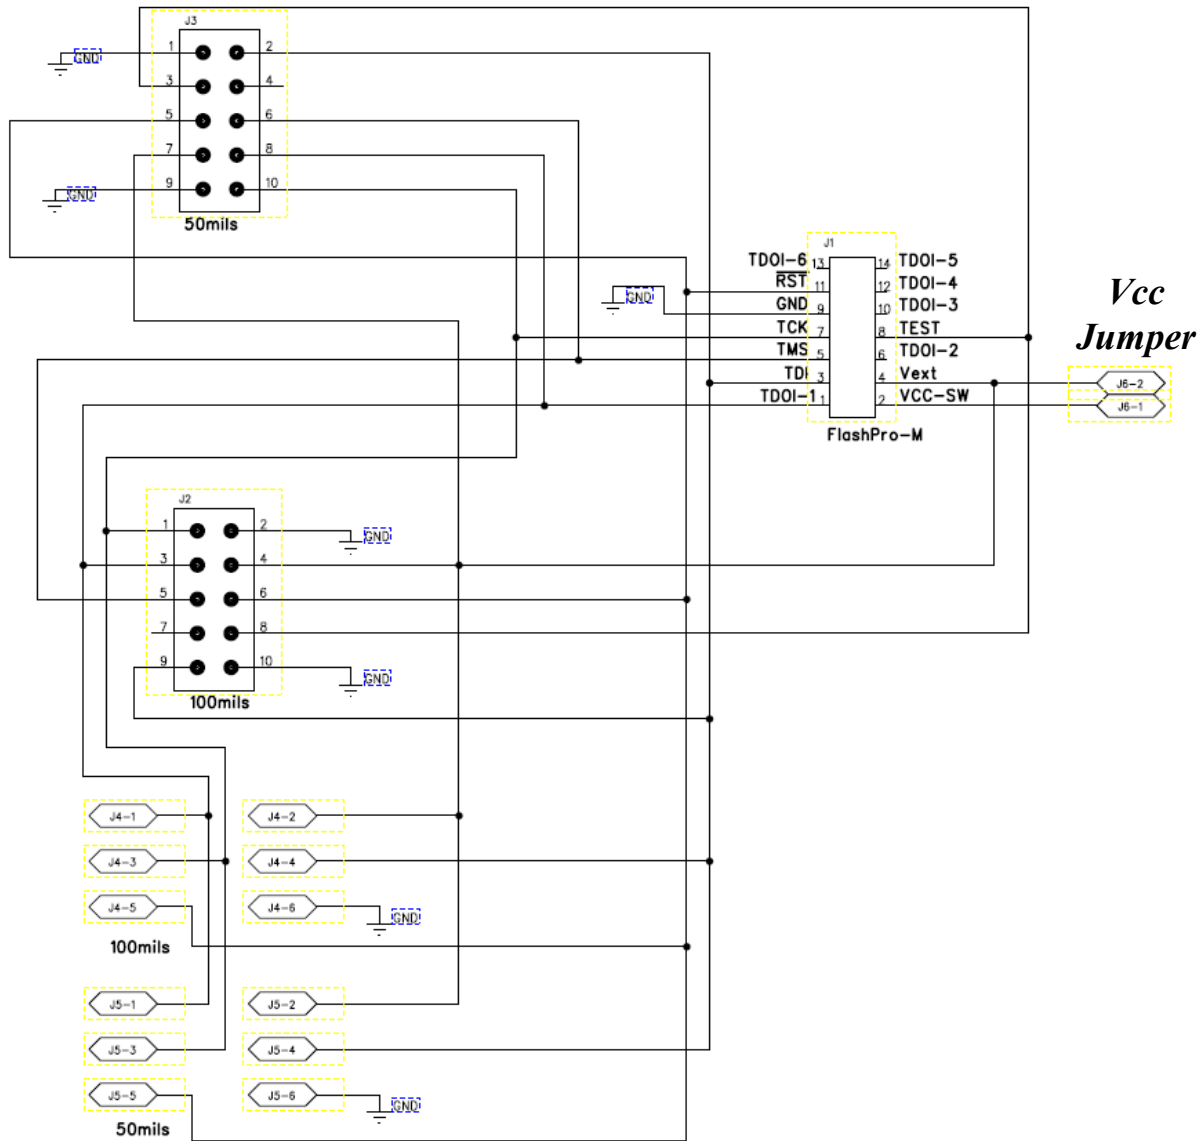 J3
1 2
GND
3 4
5 6
7 8
9 10
GND
50mils
J1
TDOI-6 13 14 TDOI-5
RST 11 12 TDOI-4
GND 9 10 TDOI-3
TCK 7 8 TEST
TMS 5 6 TDOI-2
TDI 3 4 Vext
TDOI-1 1 2 VCC-SW
GND
FlashPro-M
Vcc
Jumper
J6-2
J6-1
J2
1 2
GND
3 4
5 6
7 8
9 10
GND
100mils
J4-1 J4-2
J4-3 J4-4
J4-5 J4-6
GND
100mils
J5-1 J5-2
J5-3 J5-4
J5-5 J5-6
GND
50mils